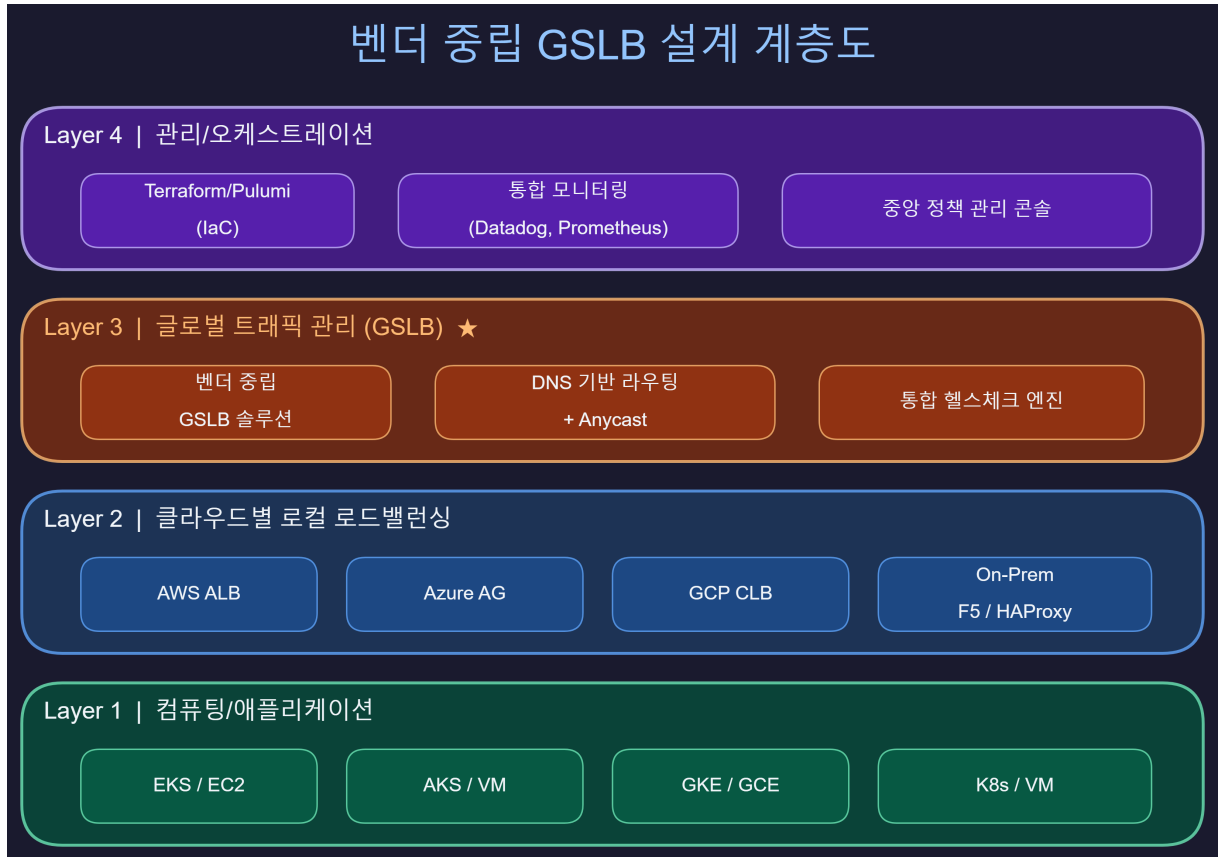 벤더 중립 GSLB 설계 계층도
Layer 4 | 관리/오케스트레이션
Terraform/Pulumi
(IaC)
통합 모니터링
(Datadog, Prometheus)
중앙 정책 관리 콘솔
Layer 3 | 글로벌 트래픽 관리 (GSLB) ★
벤더 중립
GSLB 솔루션
DNS 기반 라우팅
+ Anycast
통합 헬스체크 엔진
Layer 2 | 클라우드별 로컬 로드밸런싱
AWS ALB
Azure AG
GCP CLB
On-Prem
F5 / HAProxy
Layer 1 | 컴퓨팅/애플리케이션
EKS / EC2
AKS / VM
GKE / GCE
K8s / VM